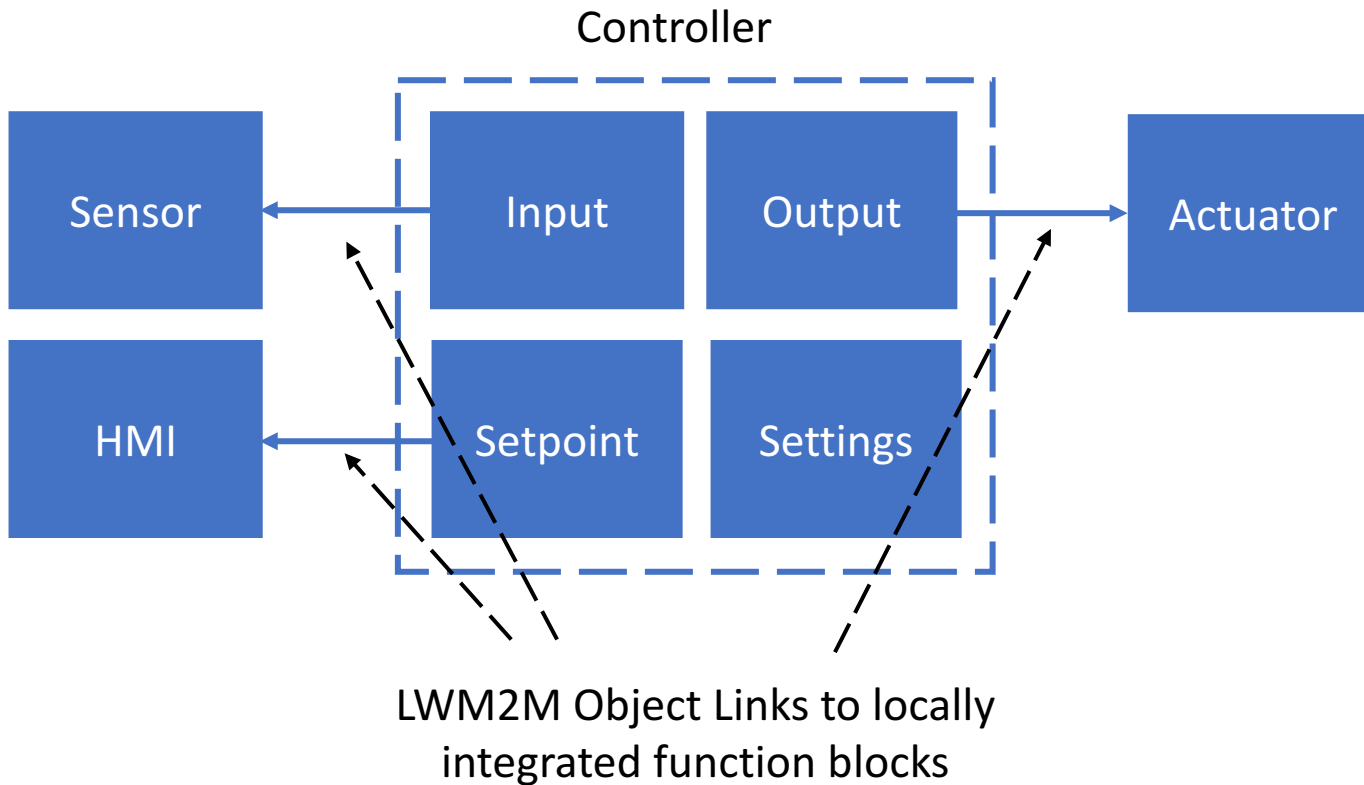 Controller
Sensor
Input
Output
Actuator
HMI
Setpoint
Settings
LWM2M Object Links to locally
integrated function blocks